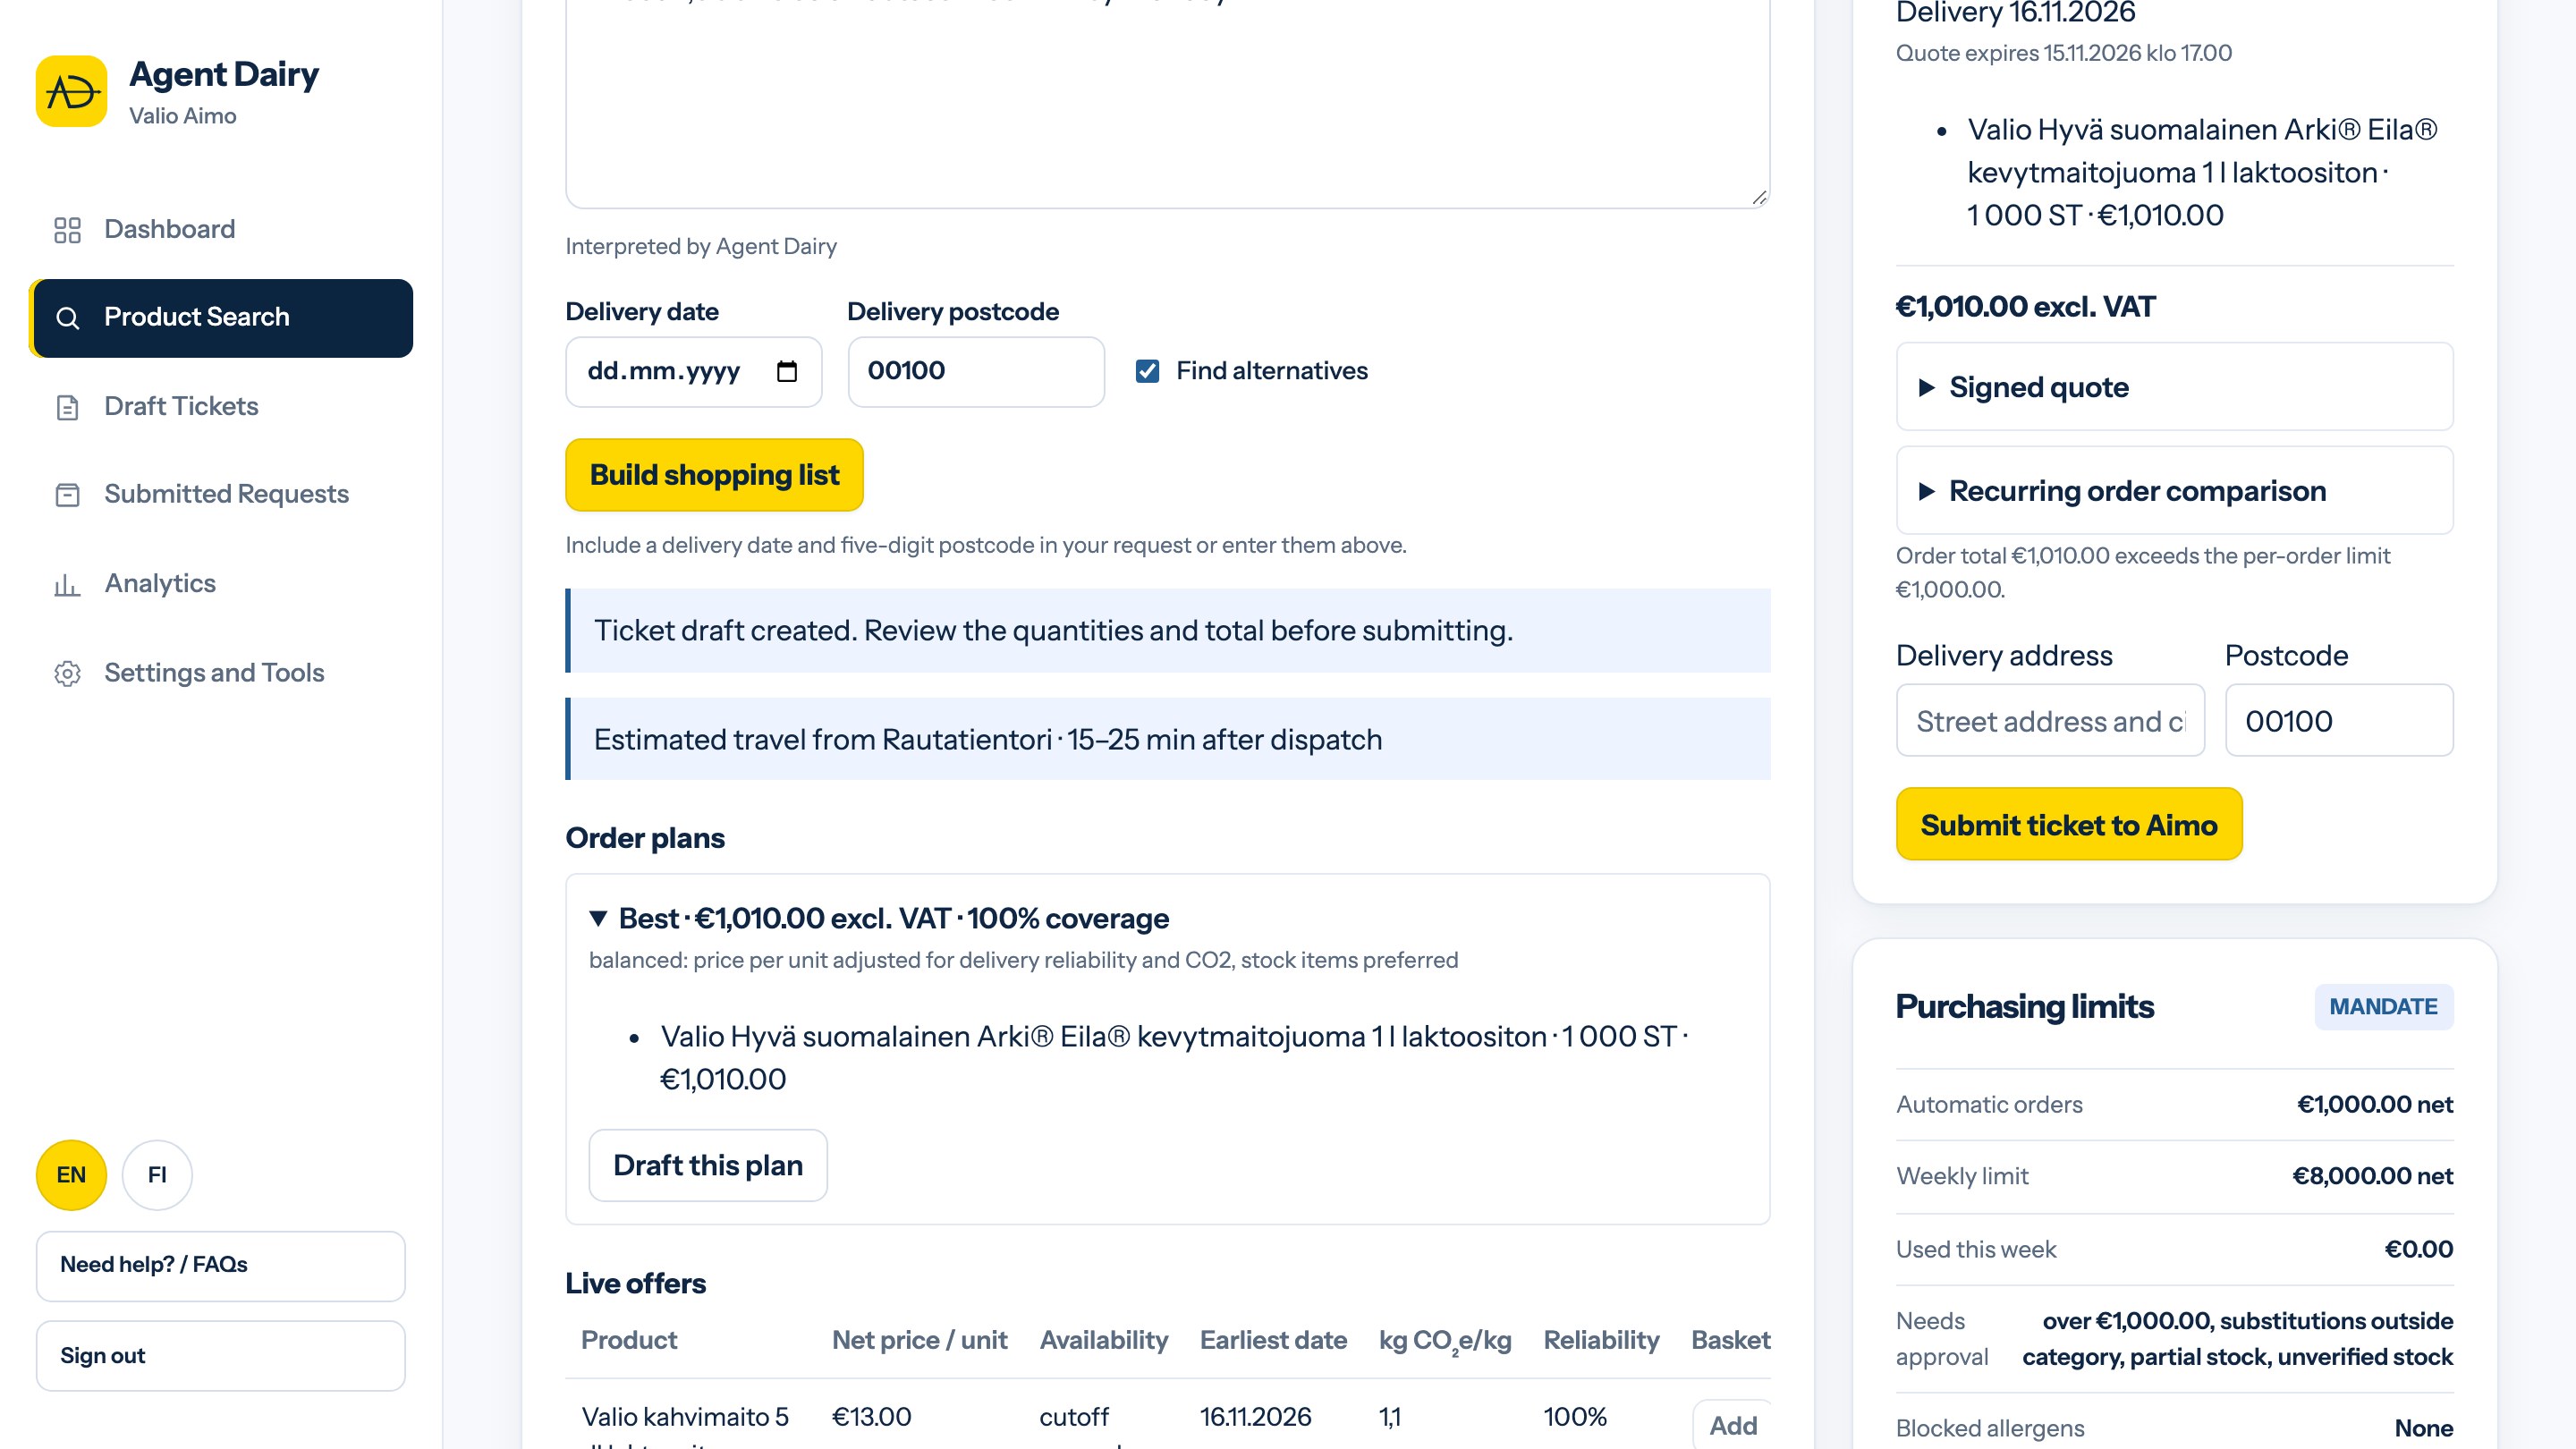 Agent Dairy
Valio Aimo
Dashboard
Product Search
Draft Tickets
Submitted Requests
Analytics
Settings and Tools
EN
FI
Need help? / FAQs
Sign out
Interpreted by Agent Dairy
Delivery date
Delivery postcode
dd.mm.yyyy
00100
Find alternatives
Build shopping list
Include a delivery date and five-digit postcode in your request or enter them above.
Ticket draft created. Review the quantities and total before submitting.
Estimated travel from Rautatientori · 15–25 min after dispatch
Order plans
Best · €1,010.00 excl. VAT · 100% coverage
balanced: price per unit adjusted for delivery reliability and CO2, stock items preferred
• Valio Hyvä suomalainen Arki® Eila® kevytmaitojuoma 1 l laktoositon · 1 000 ST ·
€1,010.00
Draft this plan
Live offers
Product
Net price / unit
Availability
Earliest date
kg CO₂e/kg
Reliability
Basket
Valio kahvimaito 5
€13.00
cutoff
16.11.2026
1,1
100%
Add
Delivery 16.11.2026
Quote expires 15.11.2026 klo 17.00
• Valio Hyvä suomalainen Arki® Eila®
kevytmaitojuoma 1 l laktoositon ·
1 000 ST · €1,010.00
€1,010.00 excl. VAT
Signed quote
Recurring order comparison
Order total €1,010.00 exceeds the per-order limit
€1,000.00.
Delivery address
Postcode
Street address and ci
00100
Submit ticket to Aimo
Purchasing limits
MANDATE
Automatic orders
€1,000.00 net
Weekly limit
€8,000.00 net
Used this week
€0.00
Needs
approval
over €1,000.00, substitutions outside
category, partial stock, unverified stock
Blocked allergens
None